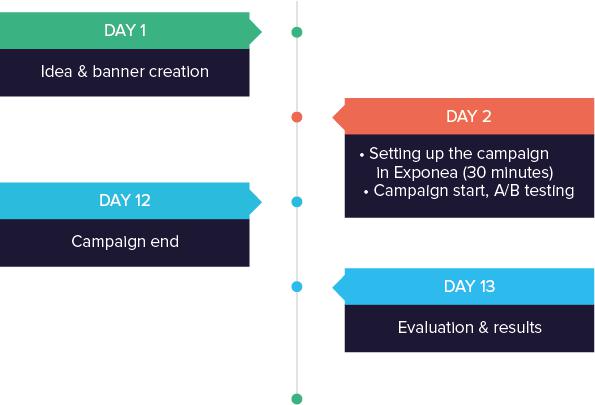 DAY 1
Idea & banner creation
DAY 2
• Setting up the campaign
in Exponea (30 minutes)
• Campaign start, A/B testing
DAY 12
Campaign end
DAY 13
Evaluation & results